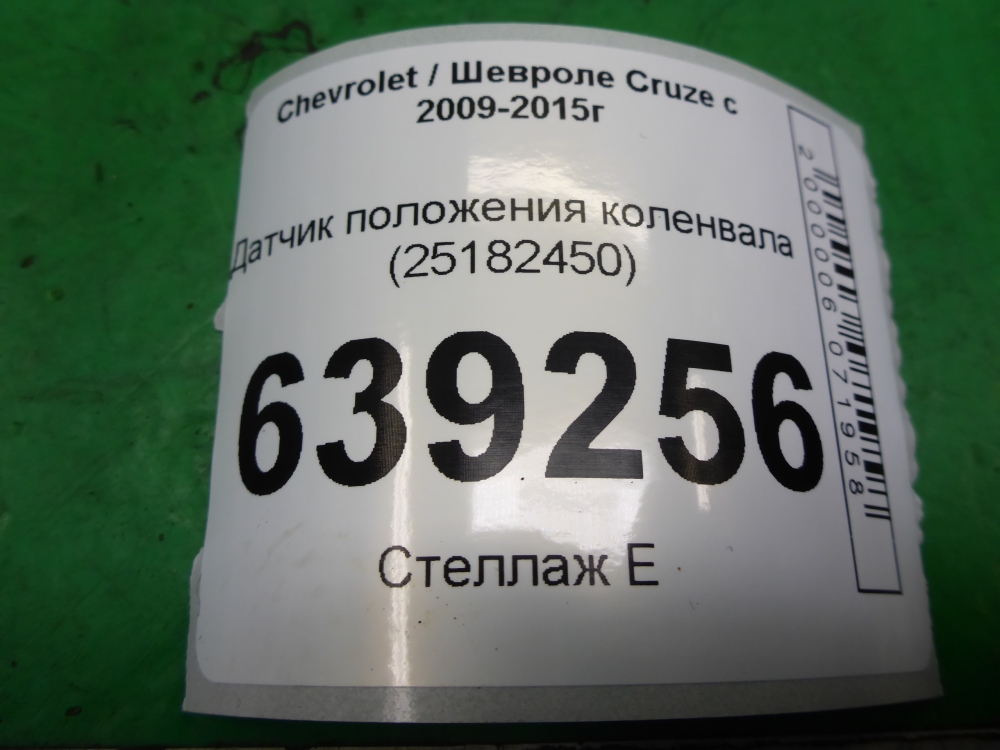 Chevrolet / Шевроле Cruze с
2009-2015г
Датчик положения коленвала
(25182450)
639256
Стеллаж Е
2000006071958